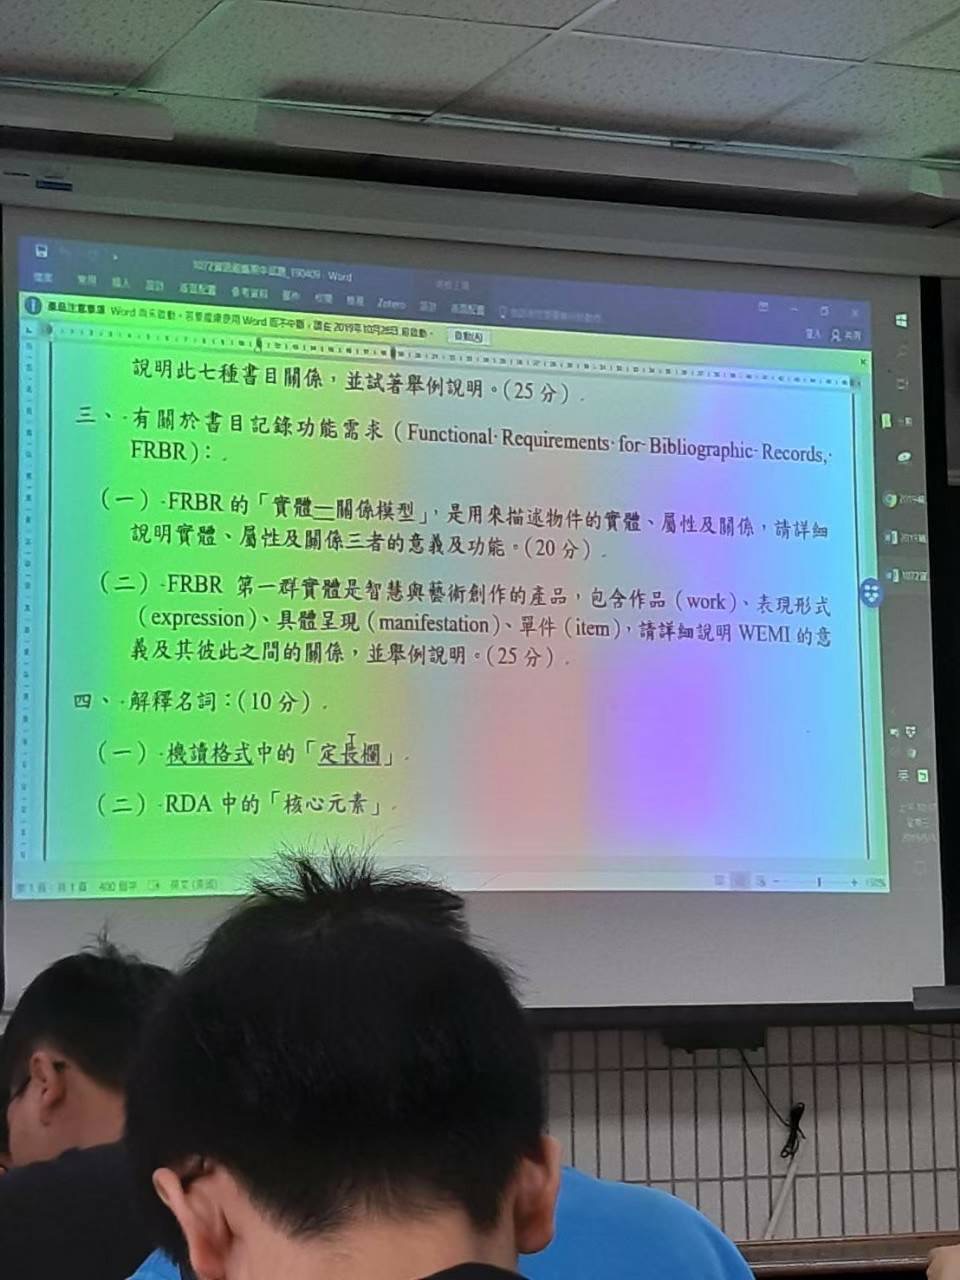 1072資訊組織期中試題_190409 - Word
檔案 常用 插入 設計 版面配置 參考資料 郵件 校閱 檢視 Zotero 設計 版面配置
登入 共用
產品注意事項 Word 尚未啟動。若要繼續使用 Word 而不中斷，請在 2019年10月28日 前啟動。 啟動(A)
說明此七種書目關係，並試著舉例說明。(25 分)
三、有關於書目記錄功能需求（Functional Requirements for Bibliographic Records,
FRBR）：
（一）FRBR 的「實體—關係模型」，是用來描述物件的實體、屬性及關係，請詳細
說明實體、屬性及關係三者的意義及功能。(20 分)
（二）FRBR 第一群實體是智慧與藝術創作的產品，包含作品（work）、表現形式
（expression）、具體呈現（manifestation）、單件（item），請詳細說明 WEMI 的意
義及其彼此之間的關係，並舉例說明。(25 分)
四、解釋名詞：(10 分)
（一）機讀格式中的「定長欄」
（二）RDA 中的「核心元素」
第 1 頁，共 1 頁 400 個字 英文 (美國)
英